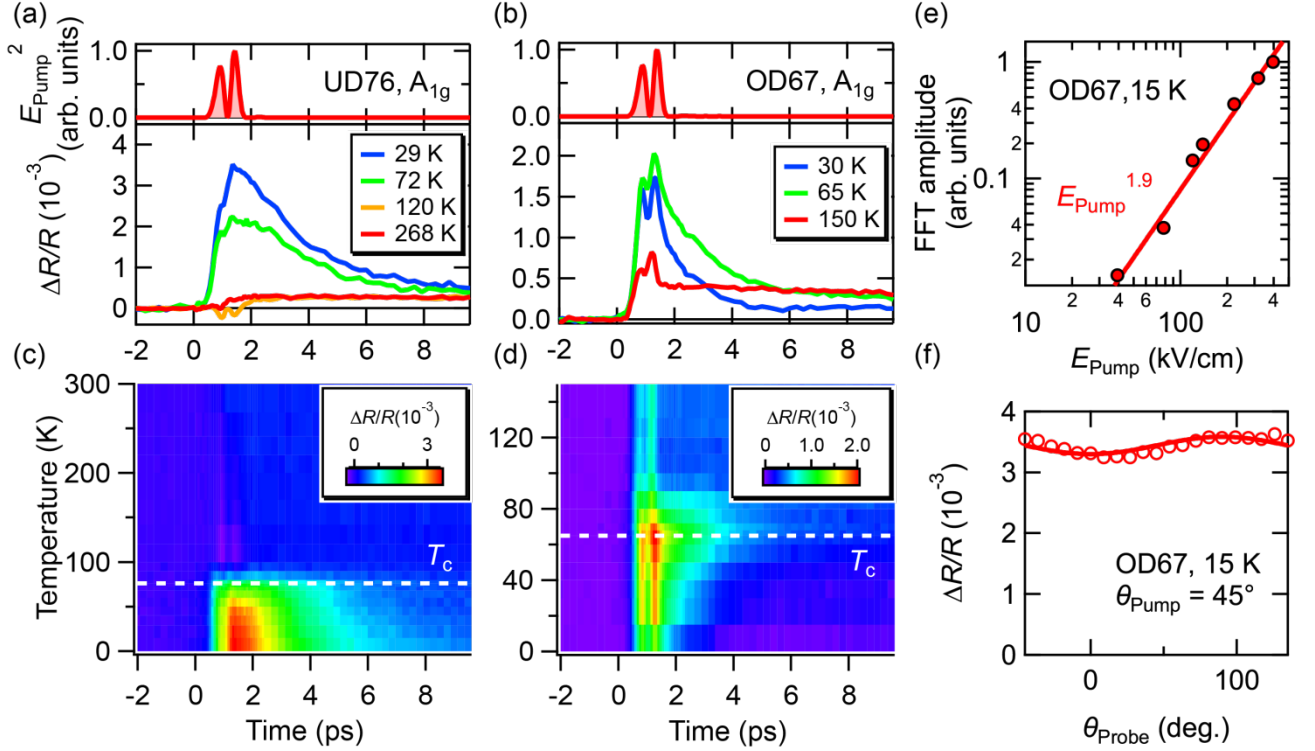 (a)
E_Pump^2
(arb. units)
1.0
0.0
UD76, A_1g
ΔR/R (10^-3)
4
3
2
1
0
29 K
72 K
120 K
268 K
-2 0 2 4 6 8
(b)
1.0
0.0
OD67, A_1g
2.0
1.5
1.0
0.5
0.0
30 K
65 K
150 K
-2 0 2 4 6 8
(c)
Temperature (K)
300
200
100
0
ΔR/R(10^-3)
0 3
T_c
-2 0 2 4 6 8
Time (ps)
(d)
120
80
40
0
ΔR/R(10^-3)
0 1.0 2.0
T_c
-2 0 2 4 6 8
Time (ps)
(e)
FFT amplitude
(arb. units)
1
4
2
0.1
4
2
OD67,15 K
E_Pump^1.9
10 2 4 6 100 2 4
E_Pump (kV/cm)
(f)
ΔR/R (10^-3)
4
3
2
1
0
OD67, 15 K
θ_Pump = 45°
0 100
θ_Probe (deg.)